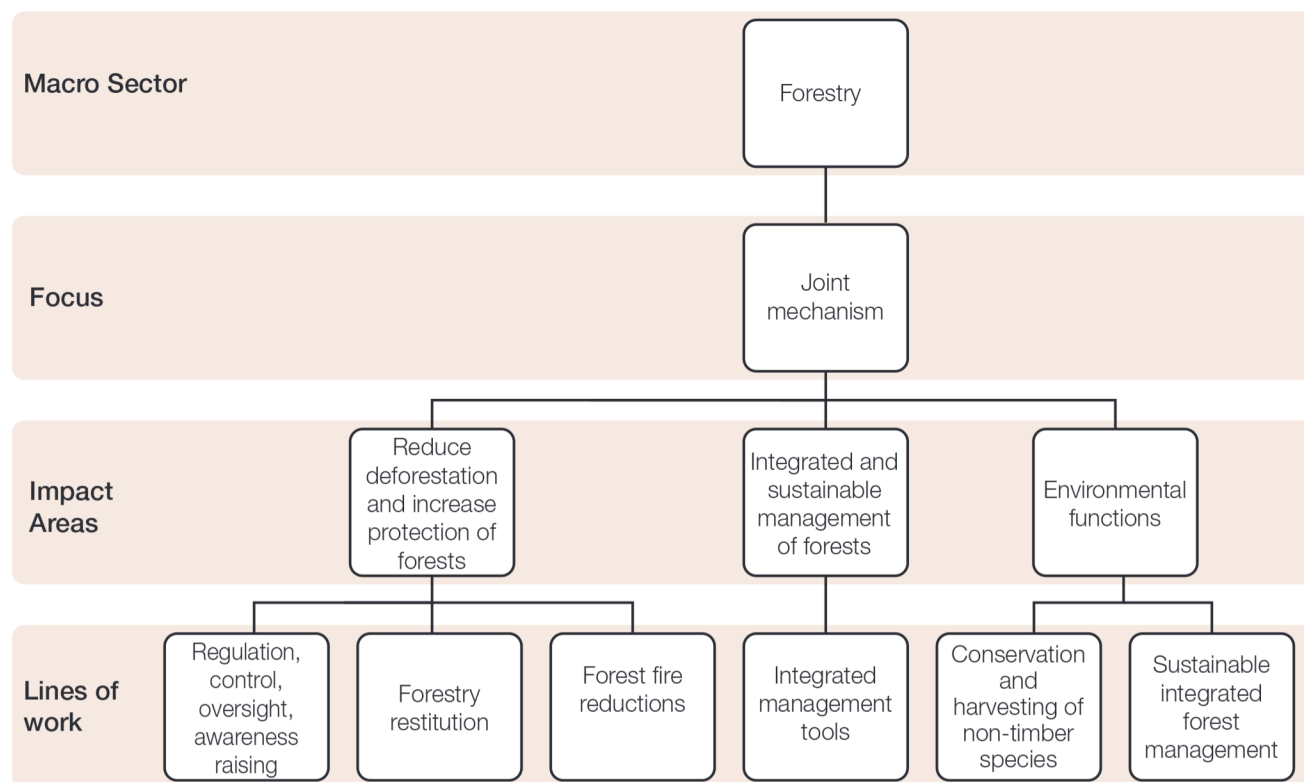 Macro Sector
Forestry
Focus
Joint
mechanism
Impact
Areas
Reduce
deforestation
and increase
protection of
forests
Integrated and
sustainable
management
of forests
Environmental
functions
Lines of
work
Regulation,
control,
oversight,
awareness
raising
Forestry
restitution
Forest fire
reductions
Integrated
management
tools
Conservation
and
harvesting of
non-timber
species
Sustainable
integrated
forest
management